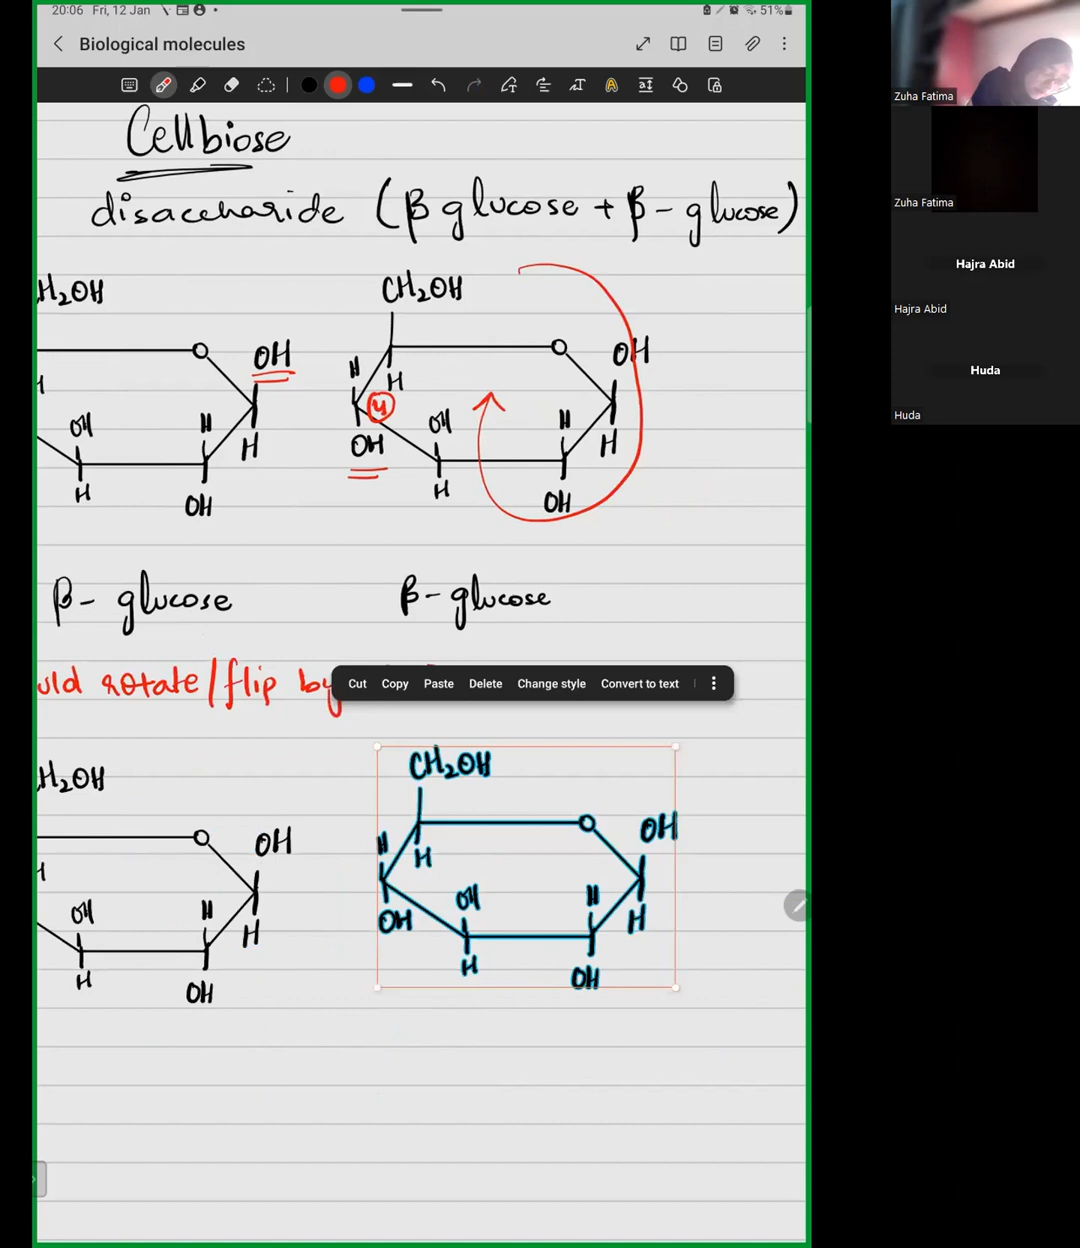 20:06 Fri, 12 Jan
51%
Biological molecules
Cellbiose
disaccharide (β glucose + β - glucose)
H₂OH
CH₂OH
O
OH
O
OH
H
H
H
4
OH
OH
H
H
OH
H
H
H
H
OH
OH
β - glucose
β - glucose
uld rotate/flip by
Cut Copy Paste Delete Change style Convert to text
H₂OH
CH₂OH
O
OH
O
OH
H
H
H
OH
H
OH
H
H
OH
H
H
H
OH
OH
Zuha Fatima
Zuha Fatima
Hajra Abid
Hajra Abid
Huda
Huda